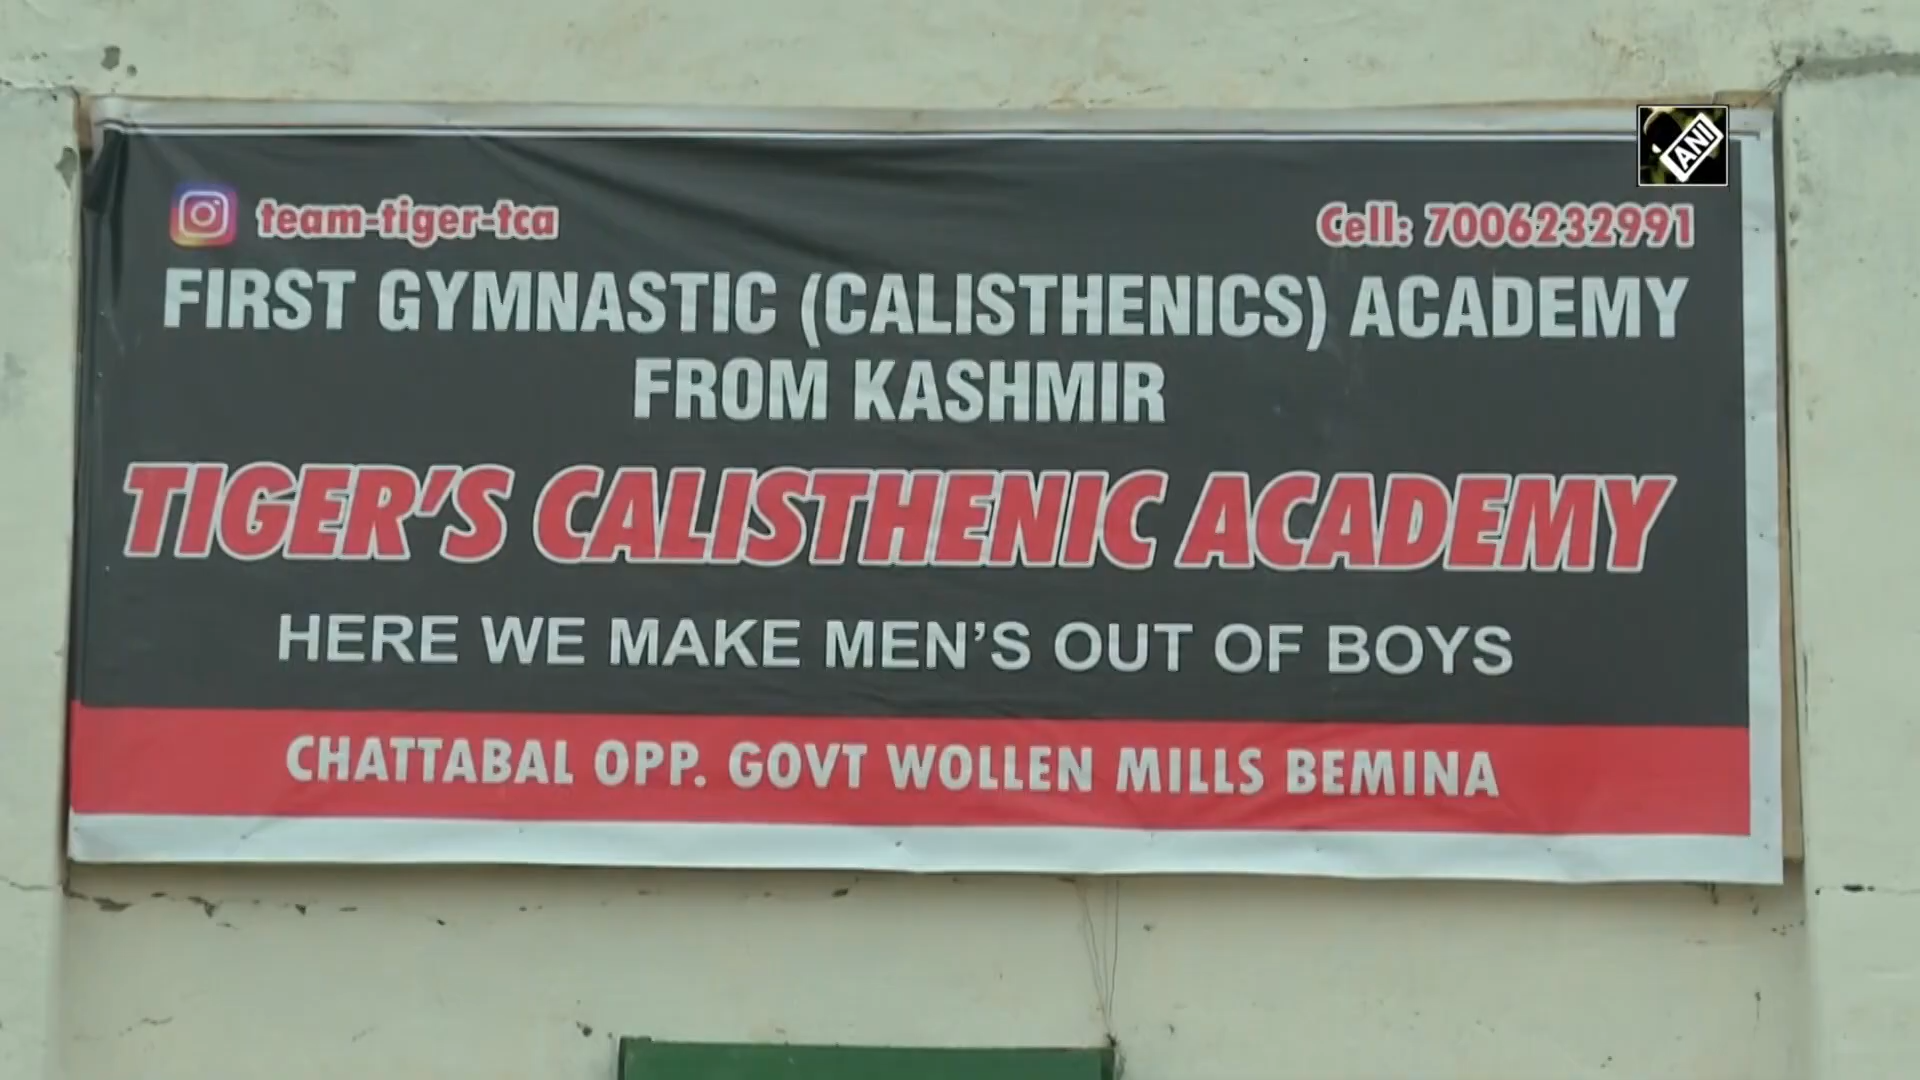 ANI
team-tiger-tca
Cell: 7006232991
FIRST GYMNASTIC (CALISTHENICS) ACADEMY
FROM KASHMIR
TIGER'S CALISTHENIC ACADEMY
HERE WE MAKE MEN'S OUT OF BOYS
CHATTABAL OPP. GOVT WOLLEN MILLS BEMINA